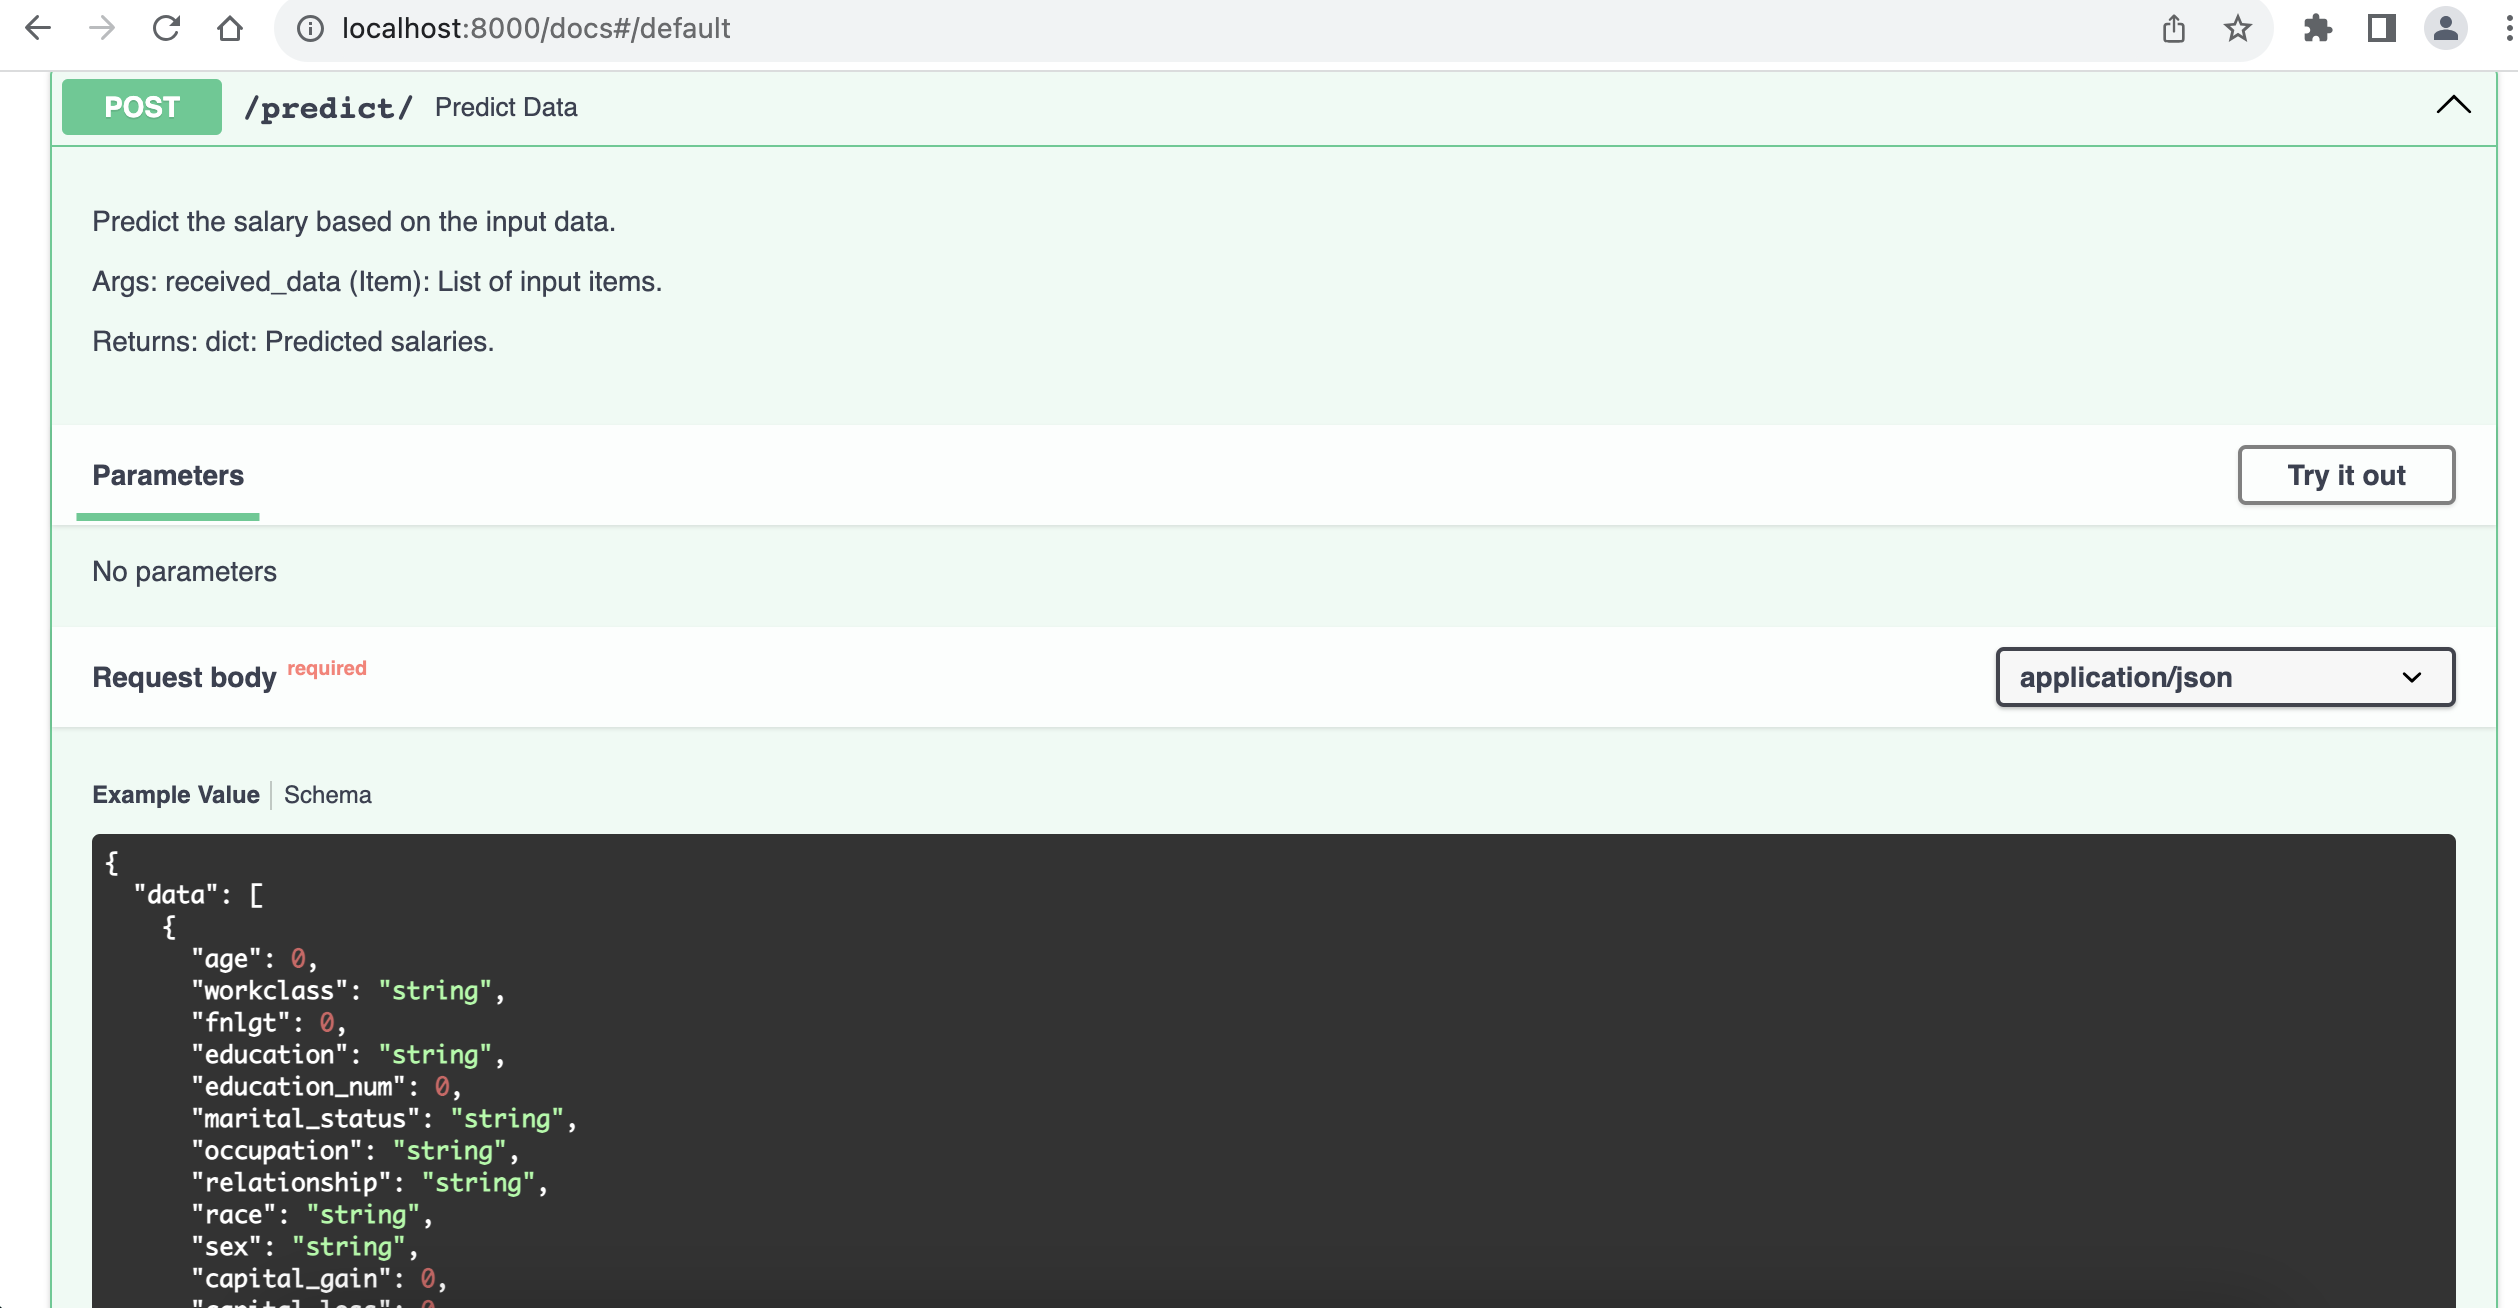 localhost:8000/docs#/default
POST /predict/ Predict Data
Predict the salary based on the input data.
Args: received_data (Item): List of input items.
Returns: dict: Predicted salaries.
Parameters Try it out
No parameters
Request body required application/json
Example Value Schema
{
"data": [
{
"age": 0,
"workclass": "string",
"fnlgt": 0,
"education": "string",
"education_num": 0,
"marital_status": "string",
"occupation": "string",
"relationship": "string",
"race": "string",
"sex": "string",
"capital_gain": 0,
"capital_loss": 0